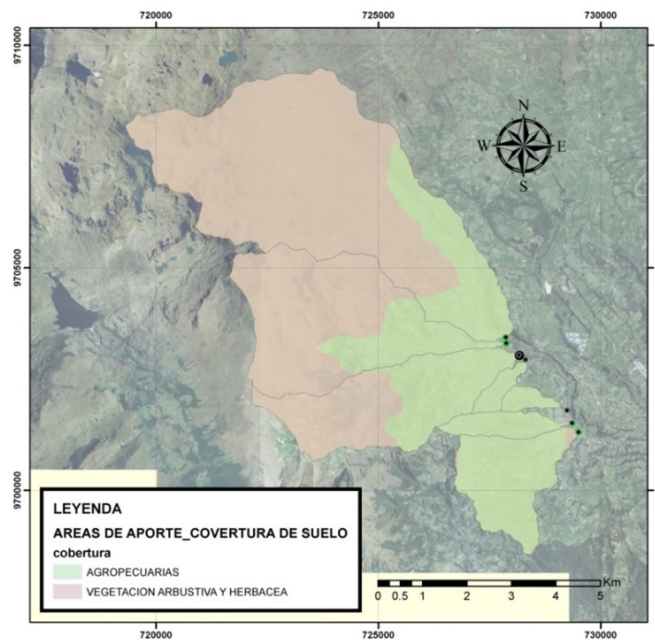 720000 725000 730000
9710000
N
W E
S
9705000
9700000
LEYENDA
AREAS DE APORTE_COVERTURA DE SUELO
cobertura
AGROPECUARIAS
VEGETACION ARBUSTIVA Y HERBACEA
Km
0 0.5 1 2 3 4 5
720000 725000 730000